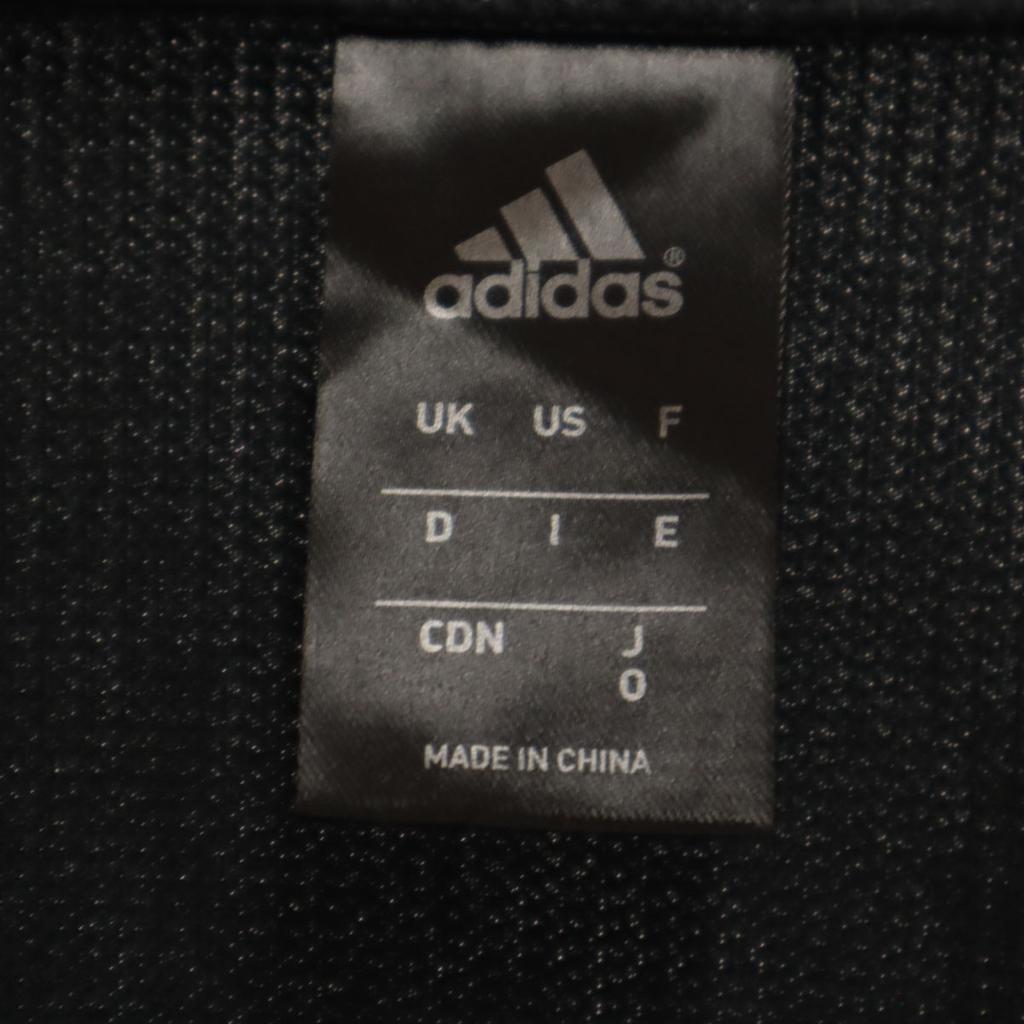 adidas®
UK US F
D I E
CDN J
O
MADE IN CHINA